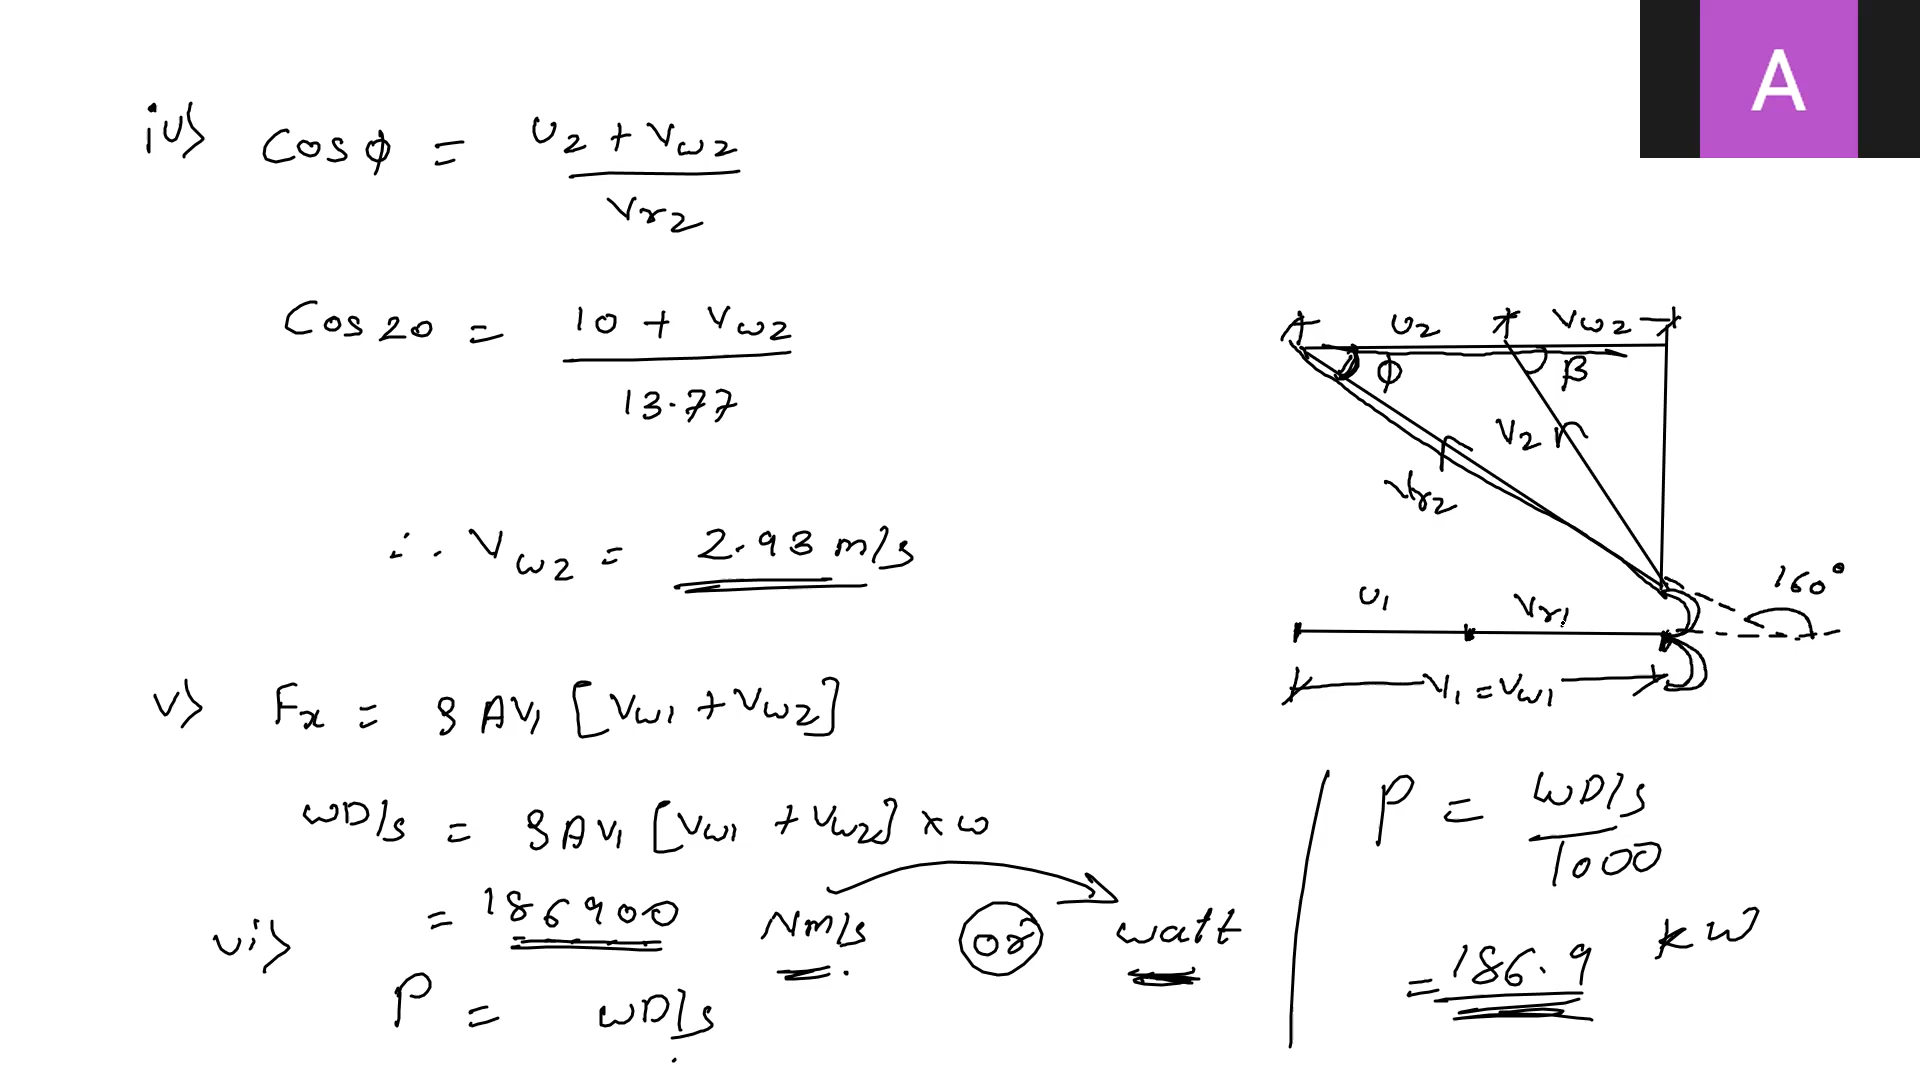 A
iv> Cos ϕ = u2 + Vw2 / Vr2
Cos 20 = 10 + Vw2 / 13.77
∴ Vw2 = 2.93 m/s
v> Fx = ρAV1 [Vw1 + Vw2]
WD/s = ρAV1 [Vw1 + Vw2] × u
= 186900 Nm/s or watt
vi> P = WD/s
u2 Vw2
ϕ β
V2
Vr2
160°
u1 Vr1
V1 = Vw1
P = WD/s / 1000
= 186.9 kW